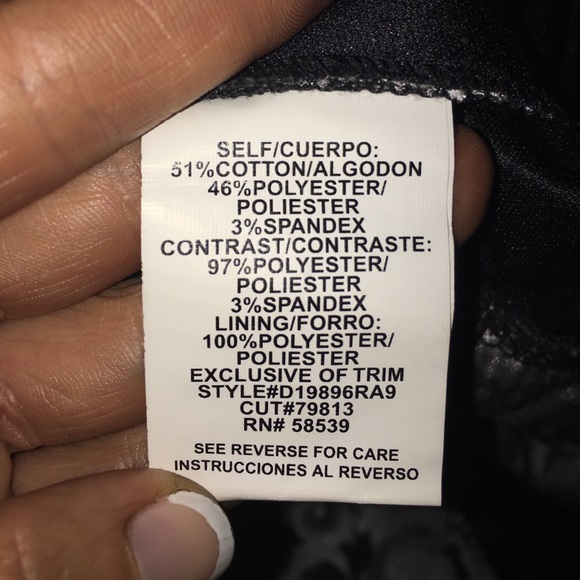 SELF/CUERPO:
51%COTTON/ALGODON
46%POLYESTER/
POLIESTER
3%SPANDEX
CONTRAST/CONTRASTE:
97%POLYESTER/
POLIESTER
3%SPANDEX
LINING/FORRO:
100%POLYESTER/
POLIESTER
EXCLUSIVE OF TRIM
STYLE#D19896RA9
CUT#79813
RN# 58539
SEE REVERSE FOR CARE
INSTRUCCIONES AL REVERSO